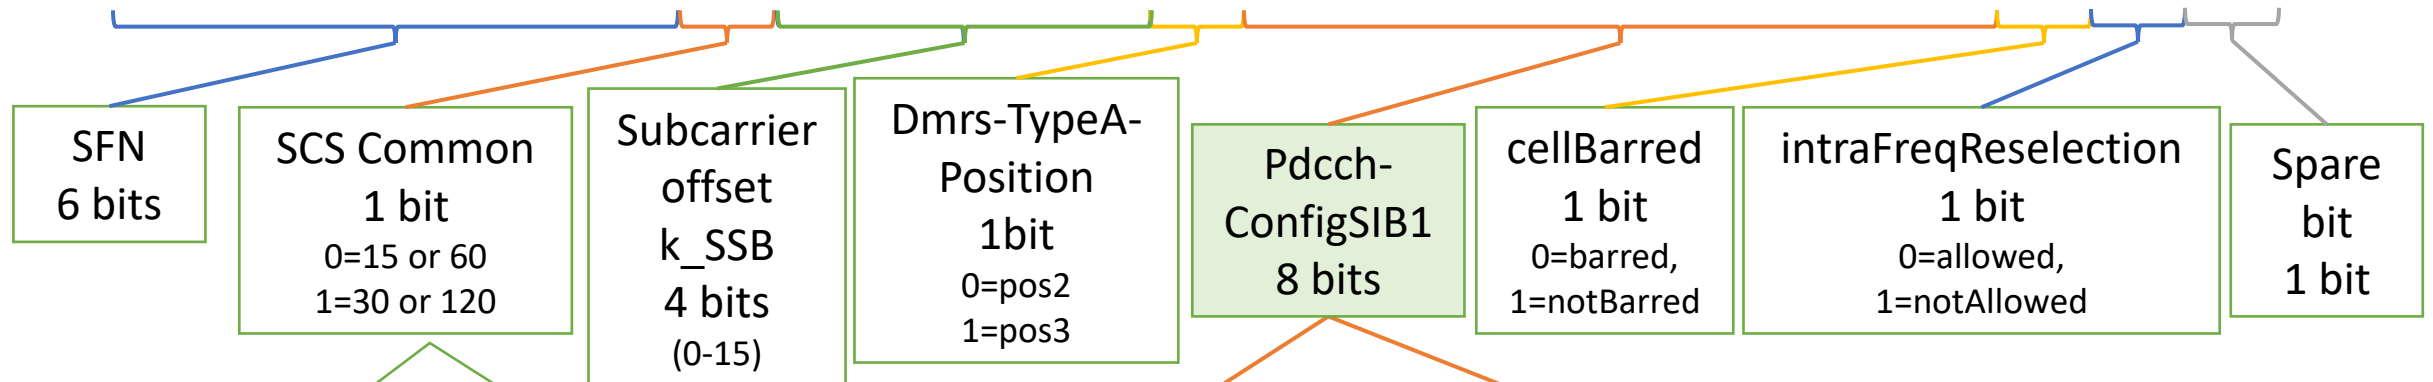 SFN
6 bits
SCS Common
1 bit
0=15 or 60
1=30 or 120
Subcarrier
offset
k_SSB
4 bits
(0-15)
Dmrs-TypeA-
Position
1bit
0=pos2
1=pos3
Pdcch-
ConfigSIB1
8 bits
cellBarred
1 bit
0=barred,
1=notBarred
intraFreqReselection
1 bit
0=allowed,
1=notAllowed
Spare
bit
1 bit